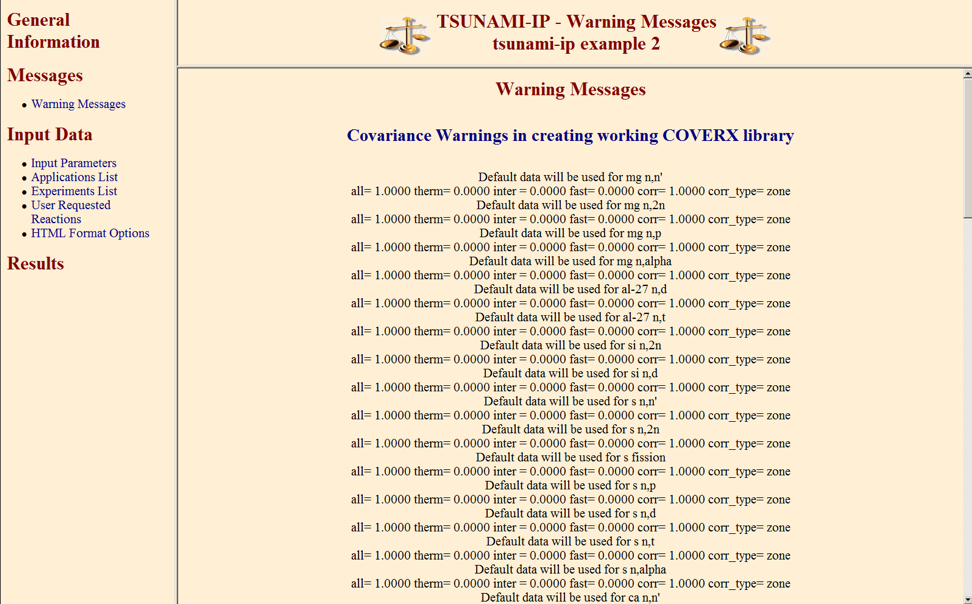 General
Information
Messages
Warning Messages
Input Data
Input Parameters
Applications List
Experiments List
User Requested
Reactions
HTML Format Options
Results
TSUNAMI-IP - Warning Messages
tsunami-ip example 2
Warning Messages
Covariance Warnings in creating working COVERX library
Default data will be used for mg n,n'
all= 1.0000 therm= 0.0000 inter = 0.0000 fast= 0.0000 corr= 1.0000 corr_type= zone
Default data will be used for mg n,2n
all= 1.0000 therm= 0.0000 inter = 0.0000 fast= 0.0000 corr= 1.0000 corr_type= zone
Default data will be used for mg n,p
all= 1.0000 therm= 0.0000 inter = 0.0000 fast= 0.0000 corr= 1.0000 corr_type= zone
Default data will be used for mg n,alpha
all= 1.0000 therm= 0.0000 inter = 0.0000 fast= 0.0000 corr= 1.0000 corr_type= zone
Default data will be used for al-27 n,d
all= 1.0000 therm= 0.0000 inter = 0.0000 fast= 0.0000 corr= 1.0000 corr_type= zone
Default data will be used for al-27 n,t
all= 1.0000 therm= 0.0000 inter = 0.0000 fast= 0.0000 corr= 1.0000 corr_type= zone
Default data will be used for si n,2n
all= 1.0000 therm= 0.0000 inter = 0.0000 fast= 0.0000 corr= 1.0000 corr_type= zone
Default data will be used for si n,d
all= 1.0000 therm= 0.0000 inter = 0.0000 fast= 0.0000 corr= 1.0000 corr_type= zone
Default data will be used for s n,n'
all= 1.0000 therm= 0.0000 inter = 0.0000 fast= 0.0000 corr= 1.0000 corr_type= zone
Default data will be used for s n,2n
all= 1.0000 therm= 0.0000 inter = 0.0000 fast= 0.0000 corr= 1.0000 corr_type= zone
Default data will be used for s fission
all= 1.0000 therm= 0.0000 inter = 0.0000 fast= 0.0000 corr= 1.0000 corr_type= zone
Default data will be used for s n,p
all= 1.0000 therm= 0.0000 inter = 0.0000 fast= 0.0000 corr= 1.0000 corr_type= zone
Default data will be used for s n,d
all= 1.0000 therm= 0.0000 inter = 0.0000 fast= 0.0000 corr= 1.0000 corr_type= zone
Default data will be used for s n,t
all= 1.0000 therm= 0.0000 inter = 0.0000 fast= 0.0000 corr= 1.0000 corr_type= zone
Default data will be used for s n,alpha
all= 1.0000 therm= 0.0000 inter = 0.0000 fast= 0.0000 corr= 1.0000 corr_type= zone
Default data will be used for ca n,n'